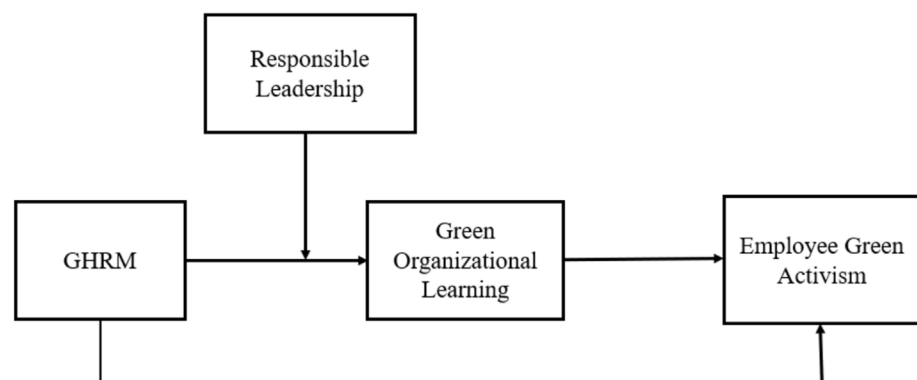 Responsible
Leadership
GHRM
Green
Organizational
Learning
Employee Green
Activism